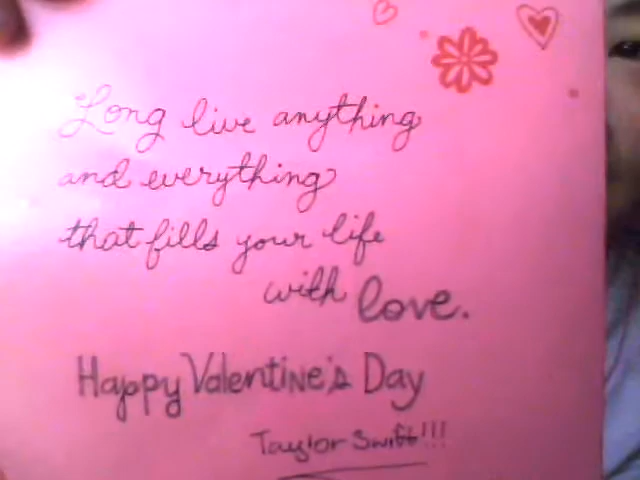 Long live anything
and everything
that fills your life
with love.
Happy Valentine's Day
Taylor Swift!!!